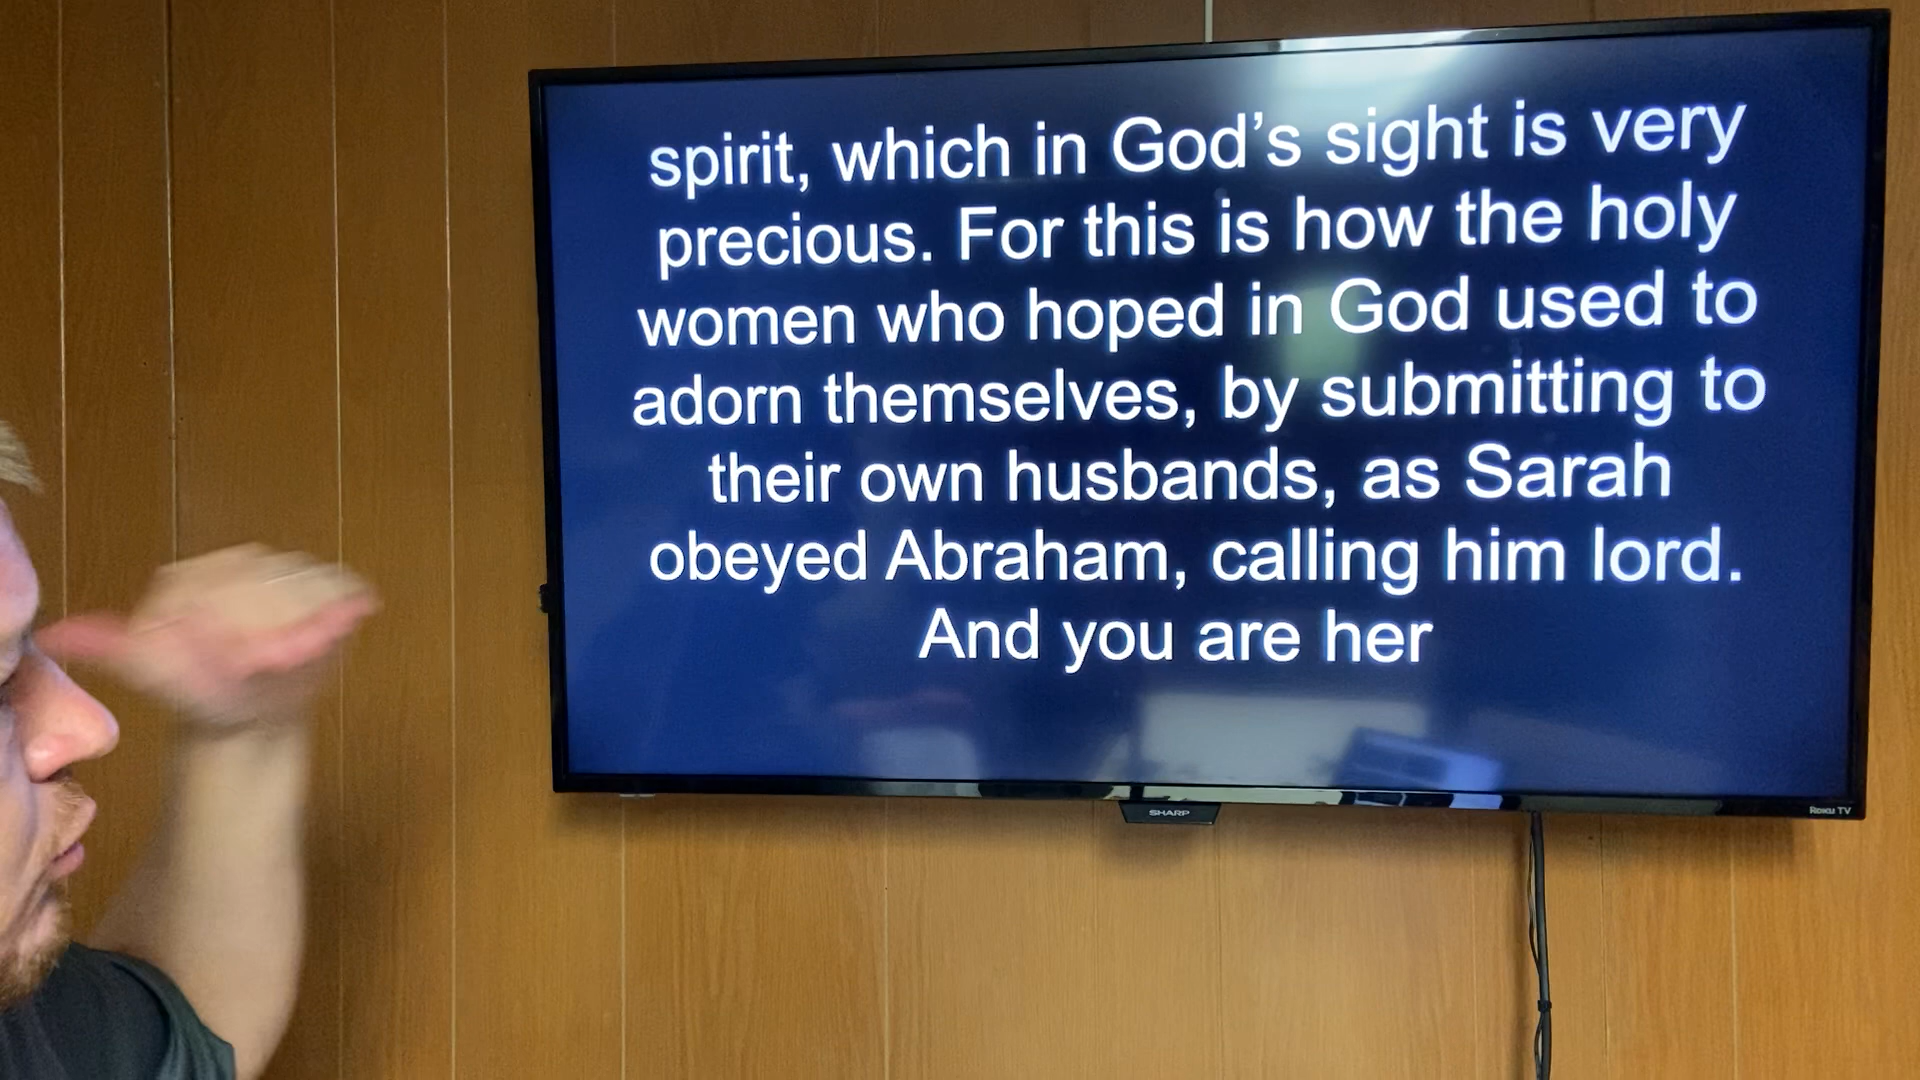 spirit, which in God’s sight is very
precious. For this is how the holy
women who hoped in God used to
adorn themselves, by submitting to
their own husbands, as Sarah
obeyed Abraham, calling him lord.
And you are her
SHARP
Roku TV